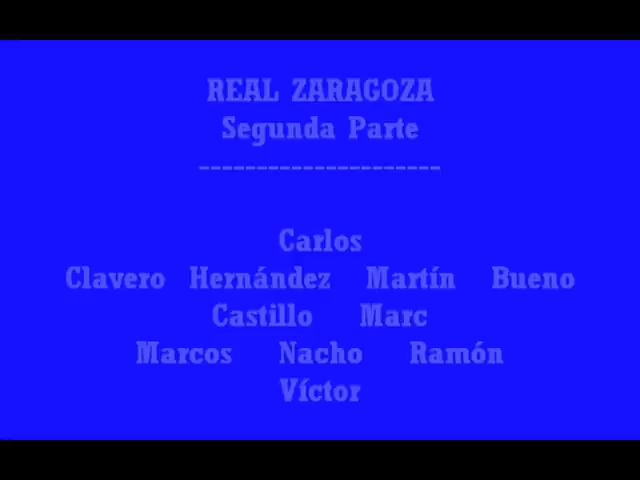 REAL ZARAGOZA
Segunda Parte
---------------------
Carlos
Clavero Hernández Martín Bueno
Castillo Marc
Marcos Nacho Ramón
Víctor